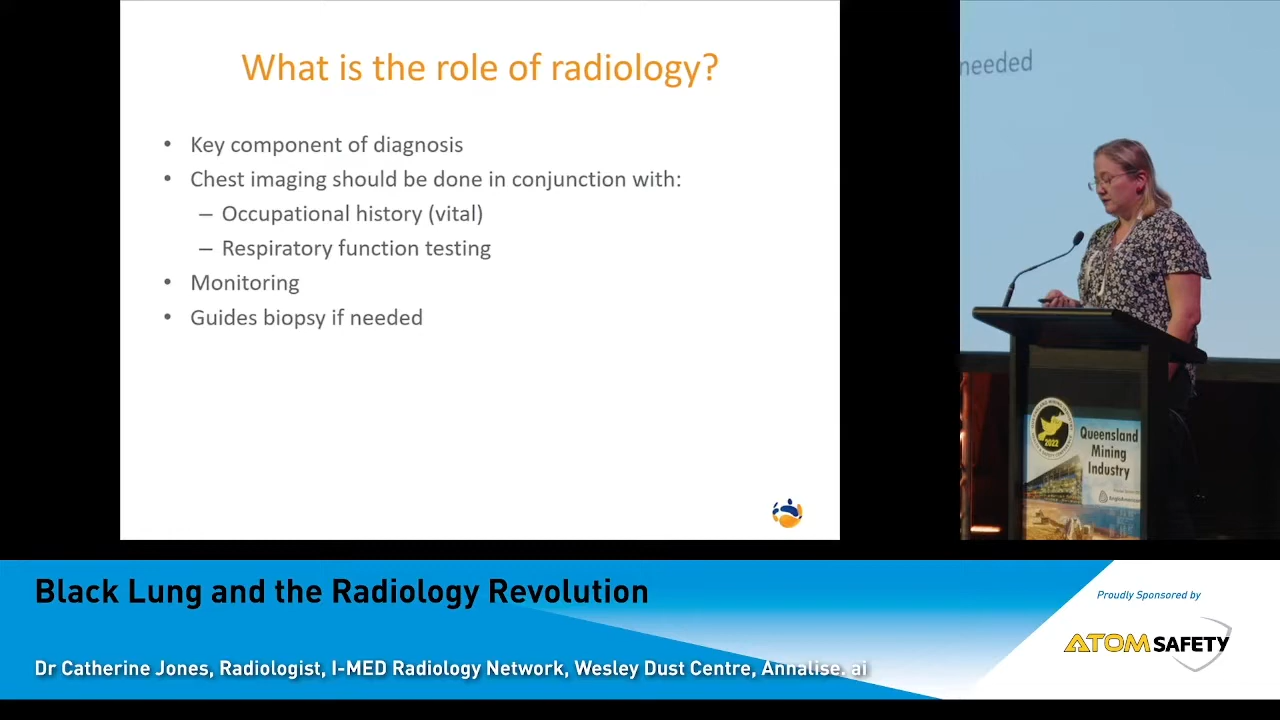 What is the role of radiology?
• Key component of diagnosis
• Chest imaging should be done in conjunction with:
– Occupational history (vital)
– Respiratory function testing
• Monitoring
• Guides biopsy if needed
needed
2022
Queensland
Mining
Industry
AngloAmerican
Black Lung and the Radiology Revolution
Dr Catherine Jones, Radiologist, I-MED Radiology Network, Wesley Dust Centre, Annalise. ai
Proudly Sponsored by
ATOM SAFETY